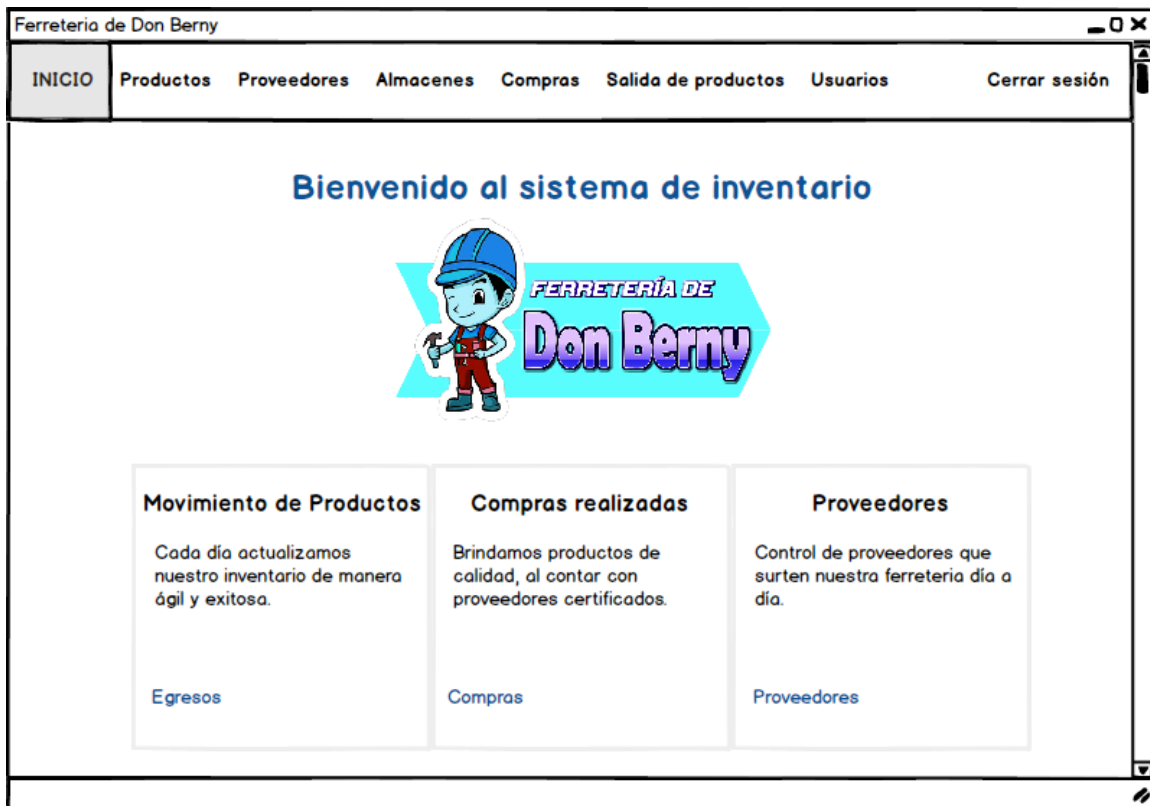 Ferreteria de Don Berny
INICIO Productos Proveedores Almacenes Compras Salida de productos Usuarios Cerrar sesión
Bienvenido al sistema de inventario
FERRETERÍA DE
Don Berny
Movimiento de Productos
Cada día actualizamos
nuestro inventario de manera
ágil y exitosa.
Egresos
Compras realizadas
Brindamos productos de
calidad, al contar con
proveedores certificados.
Compras
Proveedores
Control de proveedores que
surten nuestra ferreteria día a
día.
Proveedores